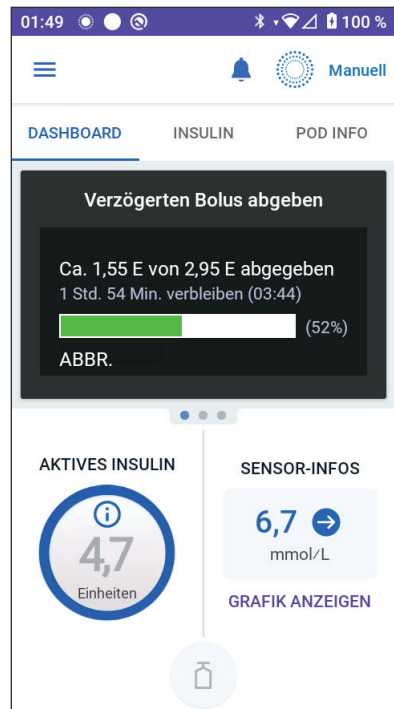 01:49 100 %
Manuell
DASHBOARD INSULIN POD INFO
Verzögerten Bolus abgeben
Ca. 1,55 E von 2,95 E abgegeben
1 Std. 54 Min. verbleiben (03:44)
(52%)
ABBR.
AKTIVES INSULIN
4,7
Einheiten
SENSOR-INFOS
6,7
mmol/L
GRAFIK ANZEIGEN